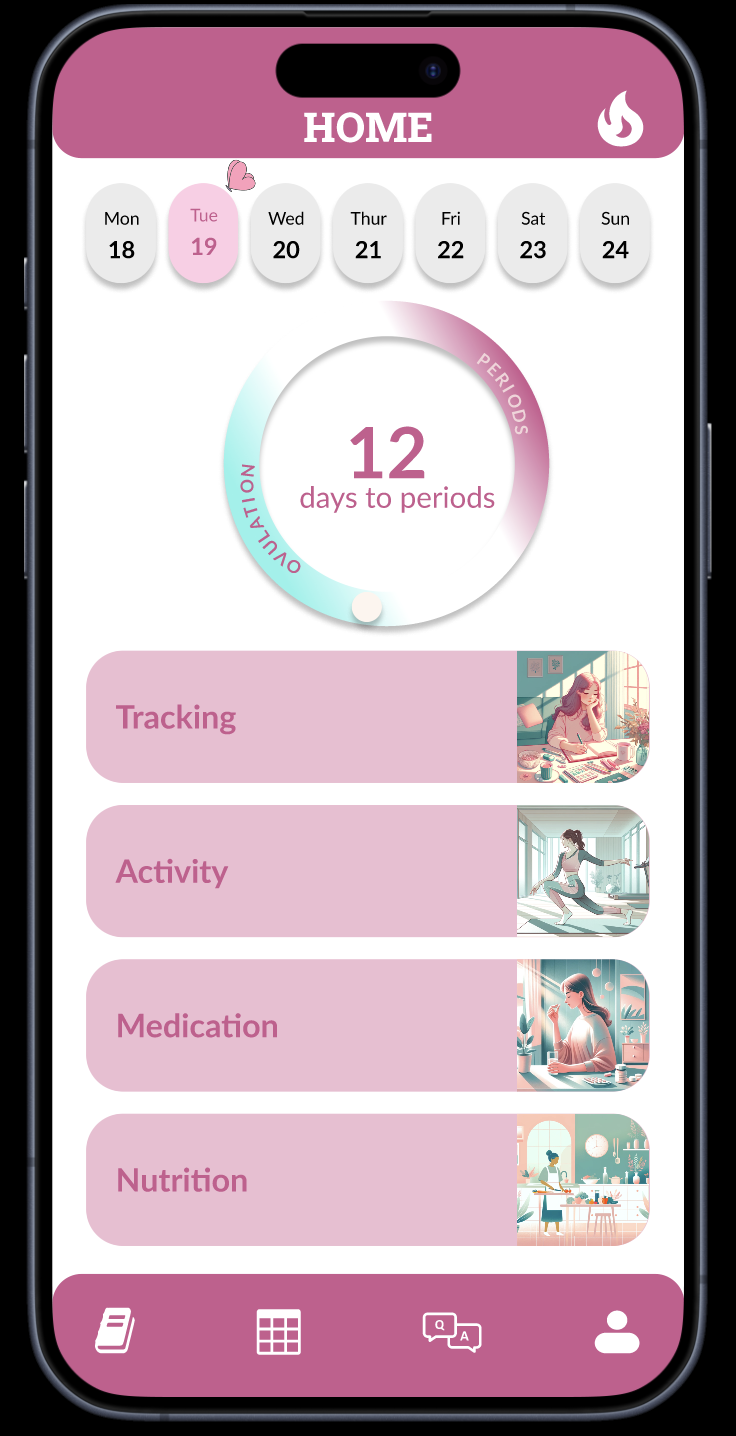 HOME
Mon Tue Wed Thur Fri Sat Sun
18 19 20 21 22 23 24
PERIODS
OVULATION
12
days to periods
Tracking
Activity
Medication
Nutrition
Q
A